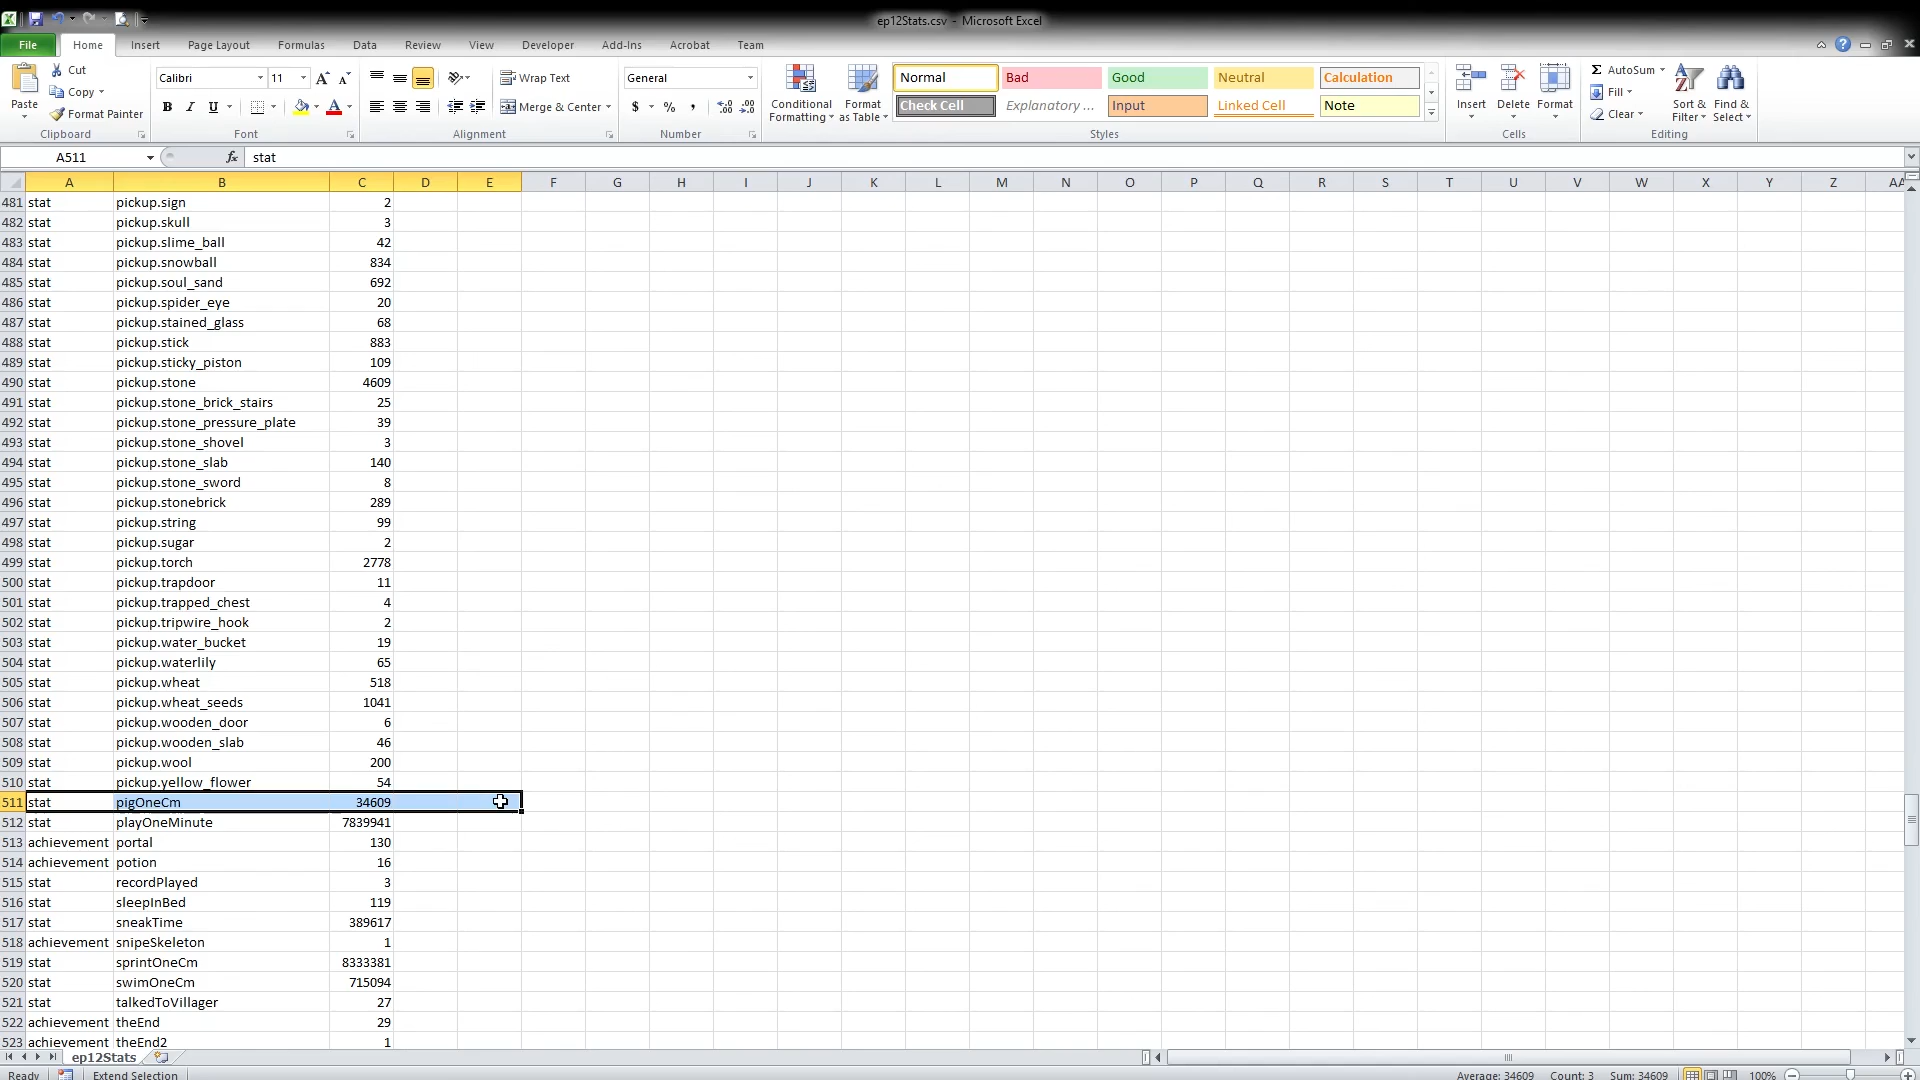 ep12Stats.csv - Microsoft Excel
File Home Insert Page Layout Formulas Data Review View Developer Add-Ins Acrobat Team
Paste Cut Copy Format Painter Clipboard
Calibri 11 B I U Font
Wrap Text Merge & Center Alignment
General $ % , Number
Conditional Formatting Format as Table
Normal Bad Good Neutral Calculation
Check Cell Explanatory ... Input Linked Cell Note
Styles
Insert Delete Format Cells
Σ AutoSum Fill Clear Sort & Filter Find & Select Editing
A511 fx stat
A B C D E F G H I J K L M N O P Q R S T U V W X Y Z AA
481 stat pickup.sign 2
482 stat pickup.skull 3
483 stat pickup.slime_ball 42
484 stat pickup.snowball 834
485 stat pickup.soul_sand 692
486 stat pickup.spider_eye 20
487 stat pickup.stained_glass 68
488 stat pickup.stick 883
489 stat pickup.sticky_piston 109
490 stat pickup.stone 4609
491 stat pickup.stone_brick_stairs 25
492 stat pickup.stone_pressure_plate 39
493 stat pickup.stone_shovel 3
494 stat pickup.stone_slab 140
495 stat pickup.stone_sword 8
496 stat pickup.stonebrick 289
497 stat pickup.string 99
498 stat pickup.sugar 2
499 stat pickup.torch 2778
500 stat pickup.trapdoor 11
501 stat pickup.trapped_chest 4
502 stat pickup.tripwire_hook 2
503 stat pickup.water_bucket 19
504 stat pickup.waterlily 65
505 stat pickup.wheat 518
506 stat pickup.wheat_seeds 1041
507 stat pickup.wooden_door 6
508 stat pickup.wooden_slab 46
509 stat pickup.wool 200
510 stat pickup.yellow_flower 54
511 stat pigOneCm 34609
512 stat playOneMinute 7839941
513 achievement portal 130
514 achievement potion 16
515 stat recordPlayed 3
516 stat sleepInBed 119
517 stat sneakTime 389617
518 achievement snipeSkeleton 1
519 stat sprintOneCm 8333381
520 stat swimOneCm 715094
521 stat talkedToVillager 27
522 achievement theEnd 29
523 achievement theEnd2 1
ep12Stats
Ready Extend Selection Average: 34609 Count: 3 Sum: 34609 100%